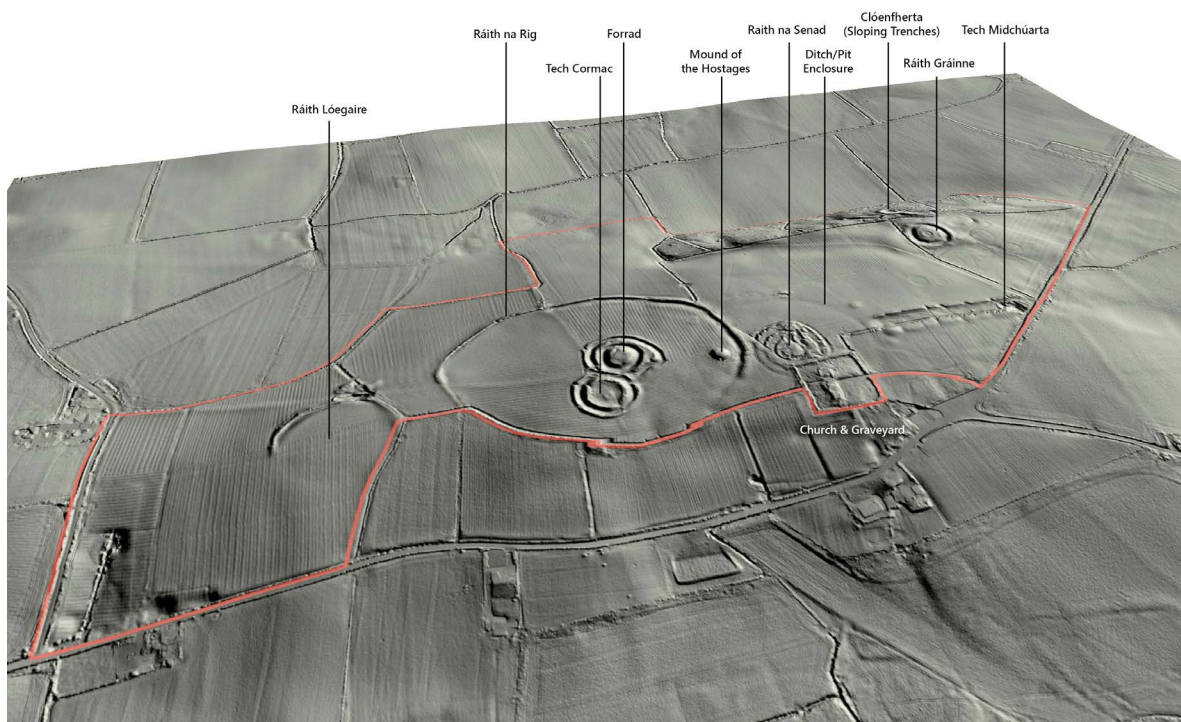 Ráith Lóegaire
Ráith na Rig
Tech Cormac
Forrad
Mound of
the Hostages
Raith na Senad
Ditch/Pit
Enclosure
Clóenfherta
(Sloping Trenches)
Ráith Gráinne
Tech Midchúarta
Church & Graveyard